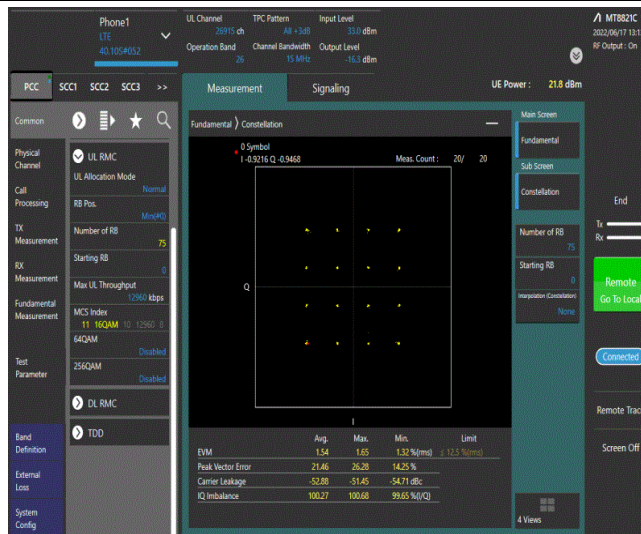 Phone1
LTE
40.105#052
UL Channel
26915 ch
TPC Pattern
All +3dB
Input Level
33.0 dBm
Operation Band
26
Channel Bandwidth
15 MHz
Output Level
-16.3 dBm
MT8821C
2022/06/17 13:1
RF Output : On
PCC SCC1 SCC2 SCC3 >>
Measurement
Signaling
UE Power : 21.8 dBm
Common
Physical
Channel
Call
Processing
TX
Measurement
RX
Measurement
Fundamental
Measurement
Test
Parameter
Band
Definition
External
Loss
System
Config
UL RMC
UL Allocation Mode
Normal
RB Pos.
Min(#0)
Number of RB
75
Starting RB
0
Max UL Throughput
12960 kbps
MCS Index
11 16QAM 10 12960 8
64QAM
Disabled
256QAM
Disabled
DL RMC
TDD
Fundamental 〉 Constellation
0 Symbol
I -0.9216 Q -0.9468
Meas. Count : 20/ 20
Q
I
Avg. Max. Min. Limit
EVM 1.54 1.65 1.32 %(rms) ≤ 12.5 %(rms)
Peak Vector Error 21.46 26.28 14.25 %
Carrier Leakage -52.88 -51.45 -54.71 dBc
IQ Imbalance 100.27 100.68 99.65 %(I/Q)
Main Screen
Fundamental
Sub Screen
Constellation
Number of RB
75
Starting RB
0
Interpolation (Constellation)
None
4 Views
End
Tx
Rx
Remote
Go To Local
Connected
Remote Trac
Screen Off